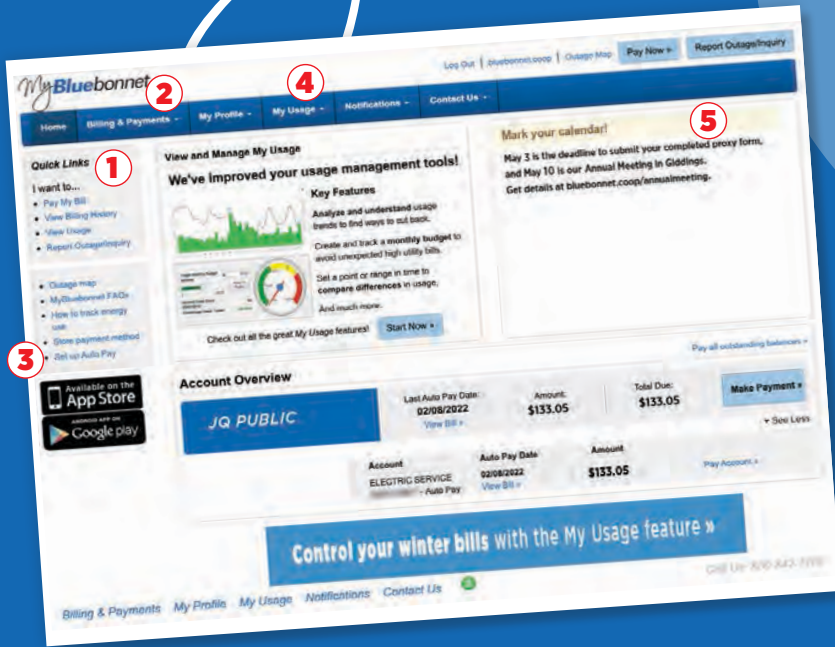 MyBluebonnet
Log Out | bluebonnet.coop | Outage Map
Pay Now »
Report Outage/Inquiry
2
4
Home
Billing & Payments
My Profile
My Usage
Notifications
Contact Us
Quick Links
1
I want to...
• Pay My Bill
• View Billing History
• View Usage
• Report Outage/Inquiry
• Outage map
• MyBluebonnet FAQs
• How to track energy
use
• Store payment method
• Set up Auto Pay
3
Available on the
App Store
ANDROID APP ON
Google play
View and Manage My Usage
We've improved your usage management tools!
Key Features
Analyze and understand usage
trends to find ways to cut back.
Create and track a monthly budget to
avoid unexpected high utility bills.
Set a point or range in time to
compare differences in usage.
And much more.
Check out all the great My Usage features!
Start Now »
Mark your calendar!
5
May 3 is the deadline to submit your completed proxy form,
and May 10 is our Annual Meeting in Giddings.
Get details at bluebonnet.coop/annualmeeting.
Pay all outstanding balances »
Account Overview
JQ PUBLIC
Last Auto Pay Date:
02/08/2022
View Bill »
Amount:
$133.05
Total Due:
$133.05
Make Payment »
See Less
Account
ELECTRIC SERVICE
- Auto Pay
Auto Pay Date
02/08/2022
View Bill »
Amount
$133.05
Pay Account »
Control your winter bills with the My Usage feature »
Billing & Payments My Profile My Usage Notifications Contact Us
Call Us: